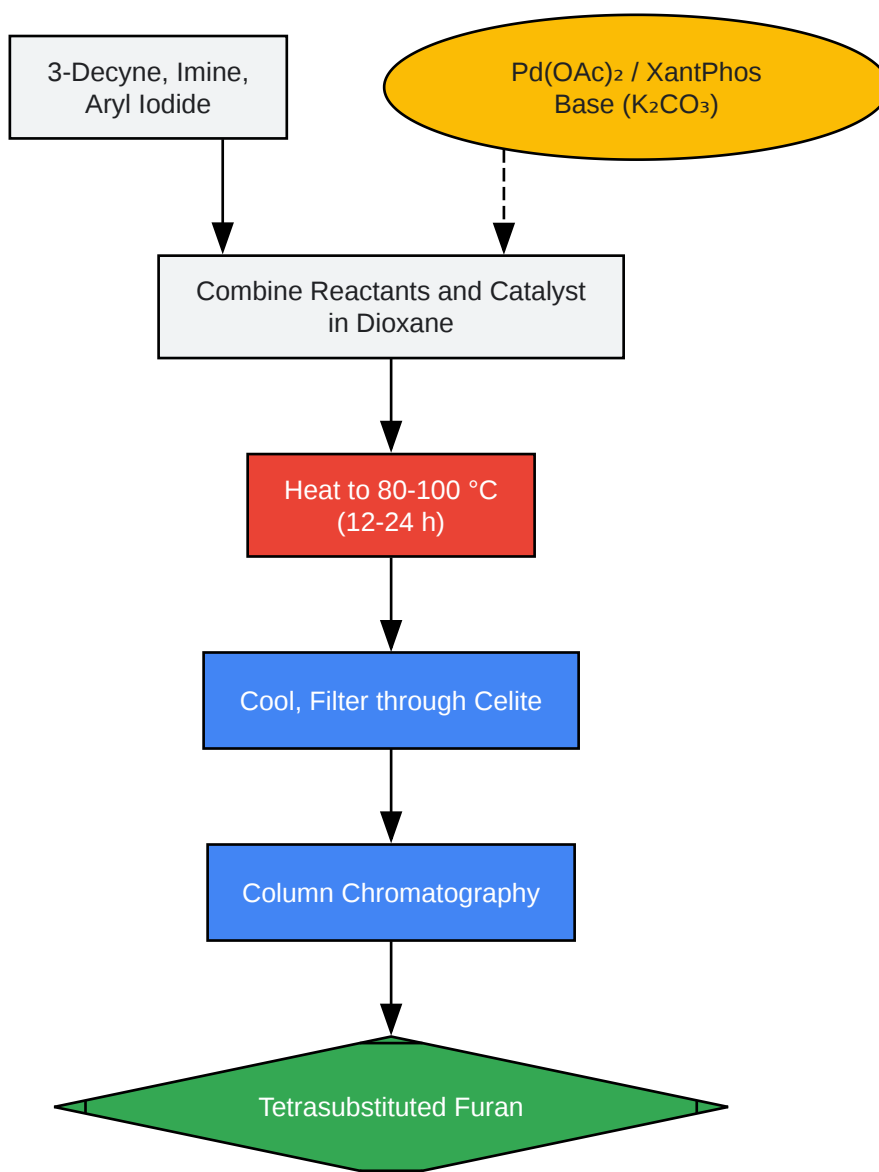 3-Decyne, Imine,
Aryl Iodide
Pd(OAc)₂ / XantPhos
Base (K₂CO₃)
Combine Reactants and Catalyst
in Dioxane
Heat to 80-100 °C
(12-24 h)
Cool, Filter through Celite
Column Chromatography
Tetrasubstituted Furan